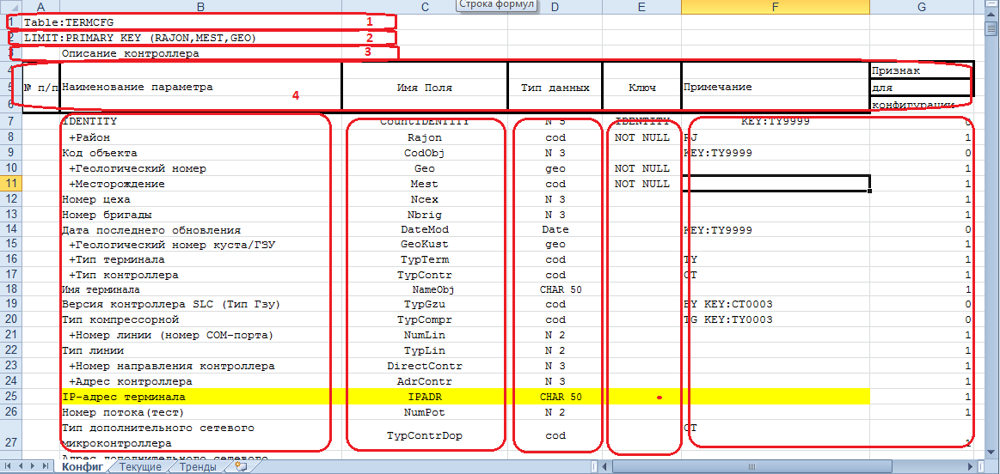 Строка формул
A B C D E F G
1 Table:TERMCFG 1
2 LIMIT:PRIMARY KEY (RAJON,MEST,GEO) 2
3 Описание контроллера 3
4 Признак
5 № п/п Наименование параметра 4 Имя Поля Тип данных Ключ Примечание для
6 конфигурации
7 IDENTITY CountIDENTITY N 5 IDENTITY KEY:TY9999 0
8 +Район Rajon cod NOT NULL RJ 1
9 Код объекта CodObj N 3 KEY:TY9999 0
10 +Геологический номер Geo geo NOT NULL 1
11 +Месторождение Mest cod NOT NULL 1
12 Номер цеха Ncex N 3 1
13 Номер бригады Nbrig N 3 1
14 Дата последнего обновления DateMod Date KEY:TY9999 0
15 +Геологический номер куста/ГЗУ GeoKust geo 1
16 +Тип терминала TypTerm cod TY 1
17 +Тип контроллера TypContr cod CT 1
18 Имя терминала NameObj CHAR 50 1
19 Версия контроллера SLC (Тип Гзу) TypGzu cod BY KEY:CT0003 0
20 Тип компрессорной TypCompr cod TG KEY:TY0003 0
21 +Номер линии (номер COM-порта) NumLin N 2 1
22 Тип линии TypLin N 2 1
23 +Номер направления контроллера DirectContr N 3 1
24 +Адрес контроллера AdrContr N 3 1
25 IP-адрес терминала IPADR CHAR 50 1
26 Номер потока(тест) NumPot N 2 1
Тип дополнительного сетевого CT
27 микроконтроллера TypContrDop cod 1
Адрес дополнительного сетевого
Конфиг Текущие Тренды